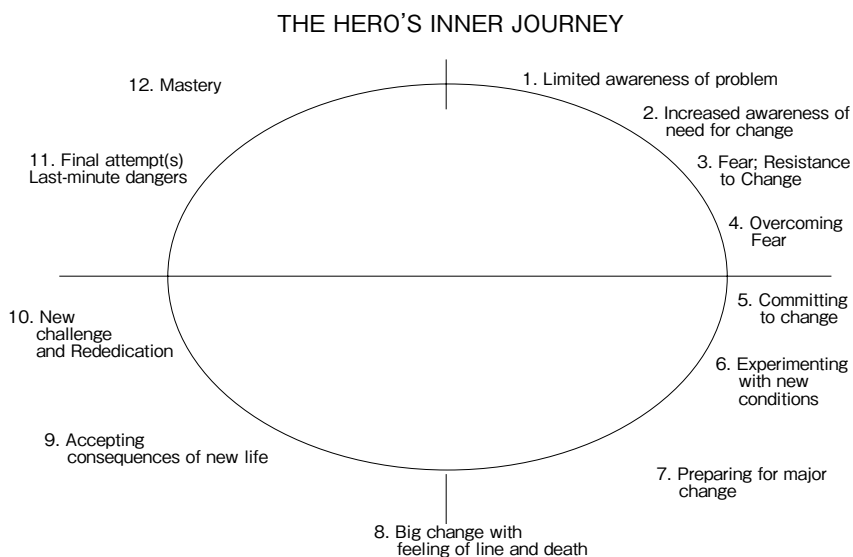 THE HERO'S INNER JOURNEY
1. Limited awareness of problem
2. Increased awareness of
need for change
3. Fear; Resistance
to Change
4. Overcoming
Fear
5. Committing
to change
6. Experimenting
with new
conditions
7. Preparing for major
change
8. Big change with
feeling of line and death
9. Accepting
consequences of new life
10. New
challenge
and Rededication
11. Final attempt(s)
Last-minute dangers
12. Mastery